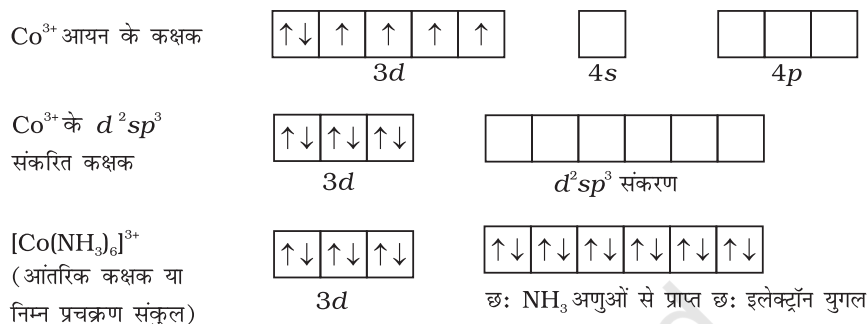 Co³⁺ आयन के कक्षक ↑↓ ↑ ↑ ↑ ↑
3d 4s 4p
Co³⁺ के d²sp³
संकरित कक्षक ↑↓ ↑↓ ↑↓
3d d²sp³ संकरण
[Co(NH₃)₆]³⁺
(आंतरिक कक्षक या ↑↓ ↑↓ ↑↓ ↑↓ ↑↓ ↑↓ ↑↓ ↑↓ ↑↓
निम्न प्रचक्रण संकुल) 3d छ: NH₃ अणुओं से प्राप्त छ: इलेक्ट्रॉन युगल